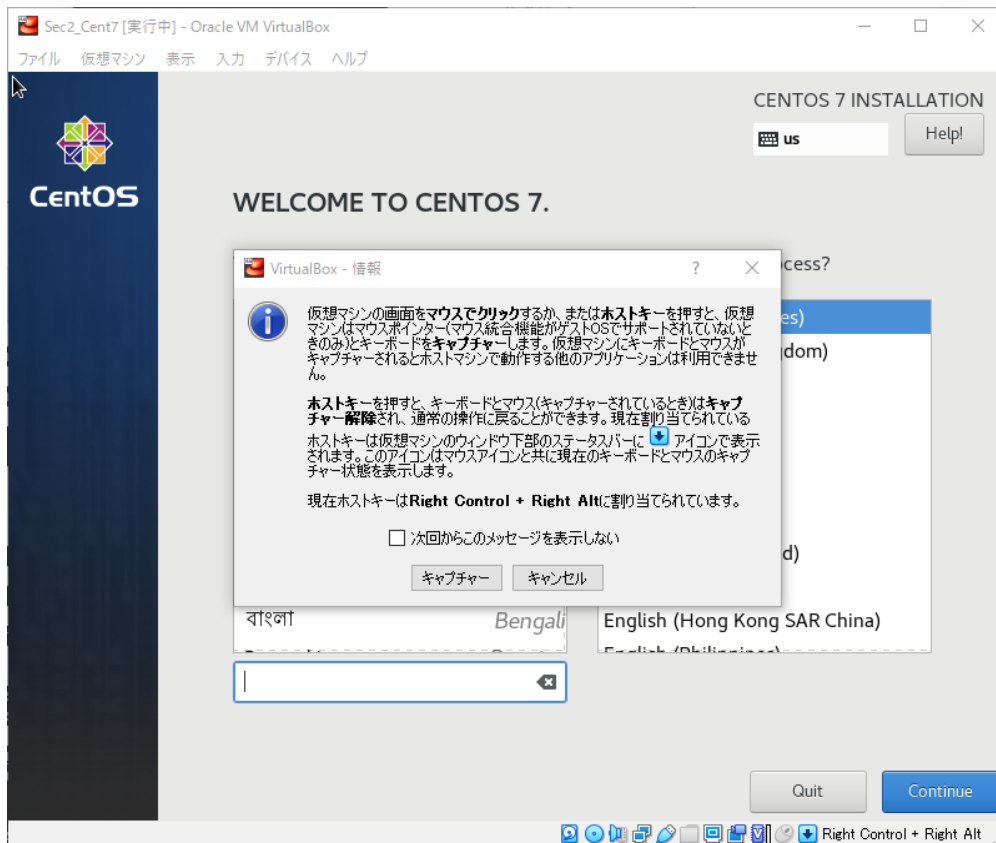 Sec2_Cent7 [実行中] - Oracle VM VirtualBox
ファイル 仮想マシン 表示 入力 デバイス ヘルプ
CENTOS 7 INSTALLATION
us
Help!
CentOS
WELCOME TO CENTOS 7.
VirtualBox - 情報
cess?
仮想マシンの画面をマウスでクリックするか、またはホストキーを押すと、仮想
マシンはマウスポインター(マウス統合機能がゲストOSでサポートされていないと
きのみ)とキーボードをキャプチャーします。仮想マシンにキーボードとマウスが
キャプチャーされるとホストマシンで動作する他のアプリケーションは利用できませ
ん。
es)
dom)
ホストキーを押すと、キーボードとマウス(キャプチャーされているとき)はキャプ
チャー解除され、通常の操作に戻ることができます。現在割り当てられている
ホストキーは仮想マシンのウィンドウ下部のステータスバーに アイコンで表示
されます。このアイコンはマウスアイコンと共に現在のキーボードとマウスのキャプ
チャー状態を表示します。
現在ホストキーはRight Control + Right Altに割り当てられています。
次回からこのメッセージを表示しない
d)
キャプチャー キャンセル
বাংলা Bengali
English (Hong Kong SAR China)
English (Philippines)
Quit Continue
Right Control + Right Alt